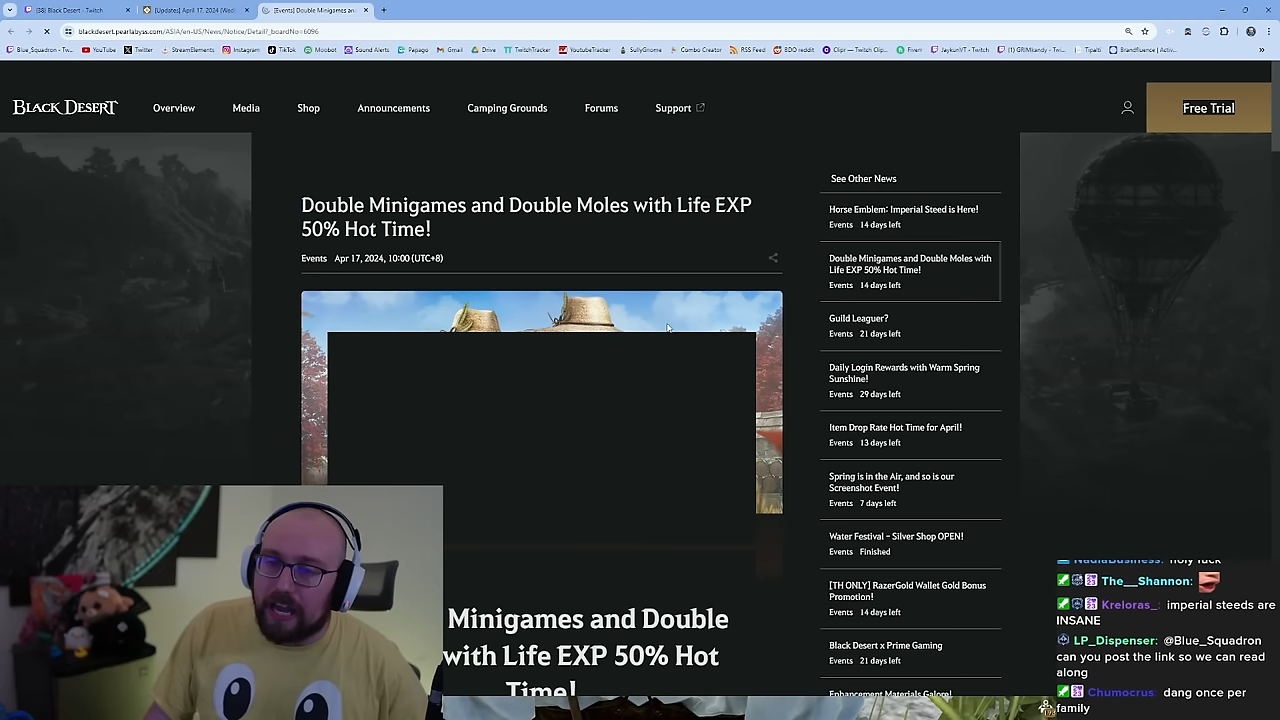 (38) Black Desert - Twitch
[Updates] April 17, 2024 (Wed
[Events] Double Minigames an
blackdesert.pearlabyss.com/ASIA/en-US/News/Notice/Detail?_boardNo=6096
Blue_Squadron - Tw...
YouTube
Twitter
StreamElements
Instagram
TikTok
Moobot
Sound Alerts
Papago
Gmail
Drive
TwitchTracker
YoutubeTracker
SullyGnome
Combo Creator
RSS Feed
BDO reddit
Clipr — Twitch Clip...
Fiverr
JaykunVT - Twitch
(1) GRIMkandy - Twi...
Tipalti
Brandfluence | Activ...
BLACK DESERT
Overview
Media
Shop
Announcements
Camping Grounds
Forums
Support
Free Trial
Double Minigames and Double Moles with Life EXP
50% Hot Time!
Events Apr 17, 2024, 10:00 (UTC+8)
Minigames and Double
with Life EXP 50% Hot
Time!
See Other News
Horse Emblem: Imperial Steed is Here!
Events 14 days left
Double Minigames and Double Moles with
Life EXP 50% Hot Time!
Events 14 days left
Guild Leaguer?
Events 21 days left
Daily Login Rewards with Warm Spring
Sunshine!
Events 29 days left
Item Drop Rate Hot Time for April!
Events 13 days left
Spring is in the Air, and so is our
Screenshot Event!
Events 7 days left
Water Festival - Silver Shop OPEN!
Events Finished
[TH ONLY] RazerGold Wallet Gold Bonus
Promotion!
Events 14 days left
Black Desert x Prime Gaming
Events 21 days left
Enhancement Materials Galore!
NadiaBusiness: holy fuck
The__Shannon:
Kreloras_: imperial steeds are
INSANE
LP_Dispenser: @Blue_Squadron
can you post the link so we can read
along
Chumocrus: dang once per
family